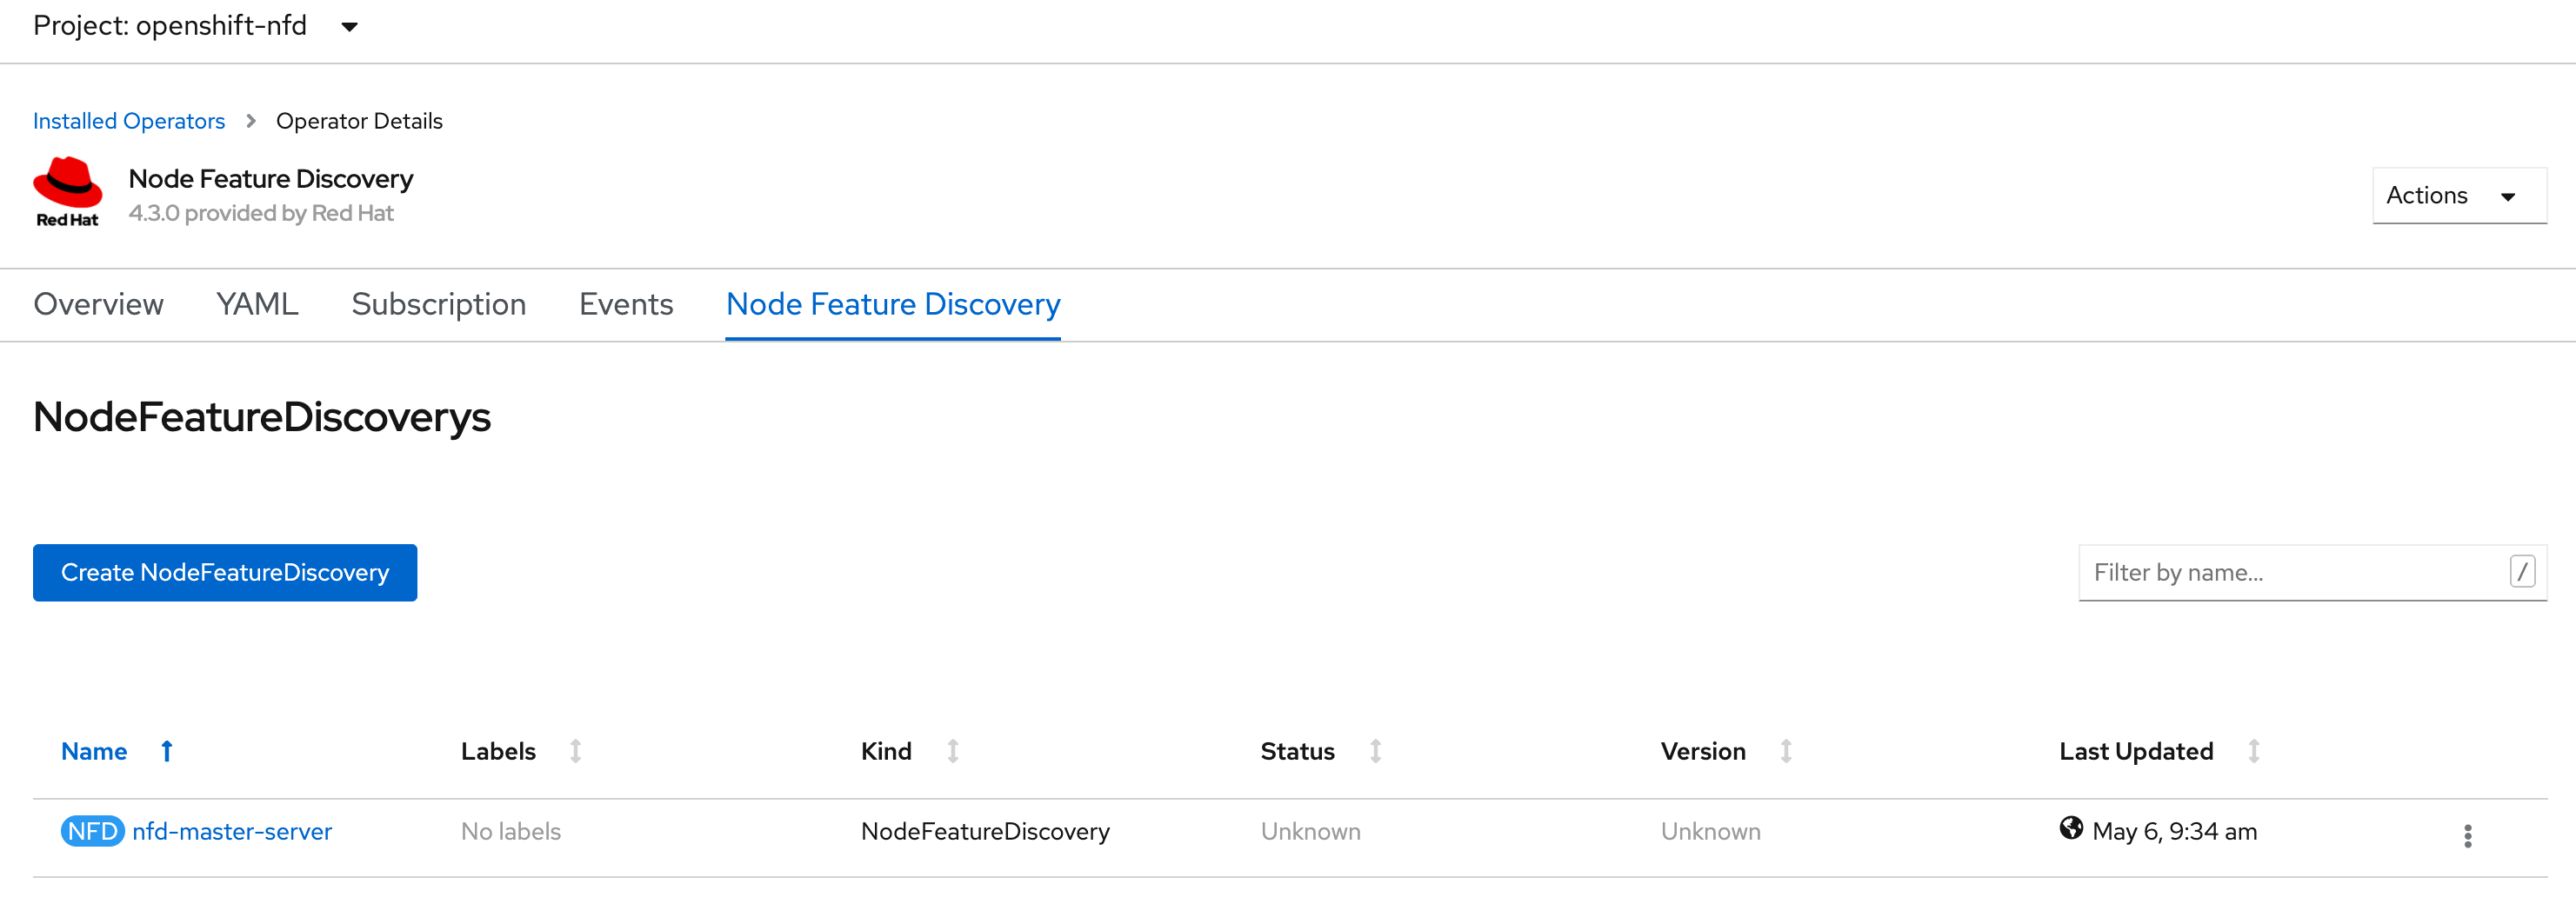 Project: openshift-nfd
Installed Operators > Operator Details
Red Hat
Node Feature Discovery
4.3.0 provided by Red Hat
Actions
Overview YAML Subscription Events Node Feature Discovery
NodeFeatureDiscoverys
Create NodeFeatureDiscovery
Filter by name... /
Name Labels Kind Status Version Last Updated
NFD nfd-master-server No labels NodeFeatureDiscovery Unknown Unknown May 6, 9:34 am